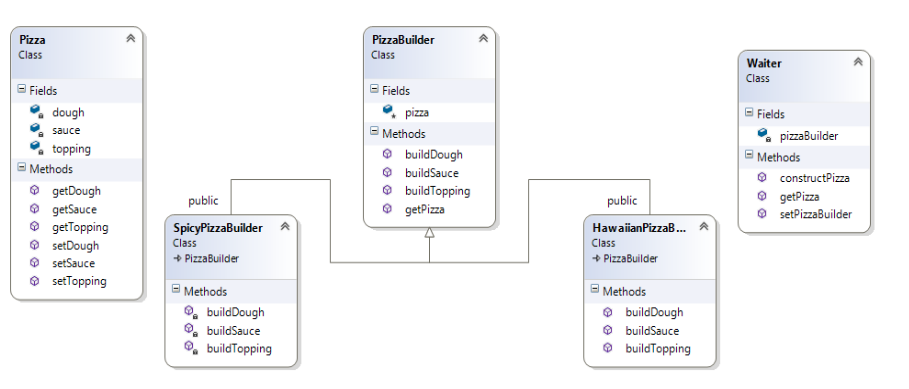 Pizza
Class
Fields
dough
sauce
topping
Methods
getDough
getSauce
getTopping
setDough
setSauce
setTopping
PizzaBuilder
Class
Fields
pizza
Methods
buildDough
buildSauce
buildTopping
getPizza
Waiter
Class
Fields
pizzaBuilder
Methods
constructPizza
getPizza
setPizzaBuilder
public
SpicyPizzaBuilder
Class
PizzaBuilder
Methods
buildDough
buildSauce
buildTopping
public
HawaiianPizzaB...
Class
PizzaBuilder
Methods
buildDough
buildSauce
buildTopping